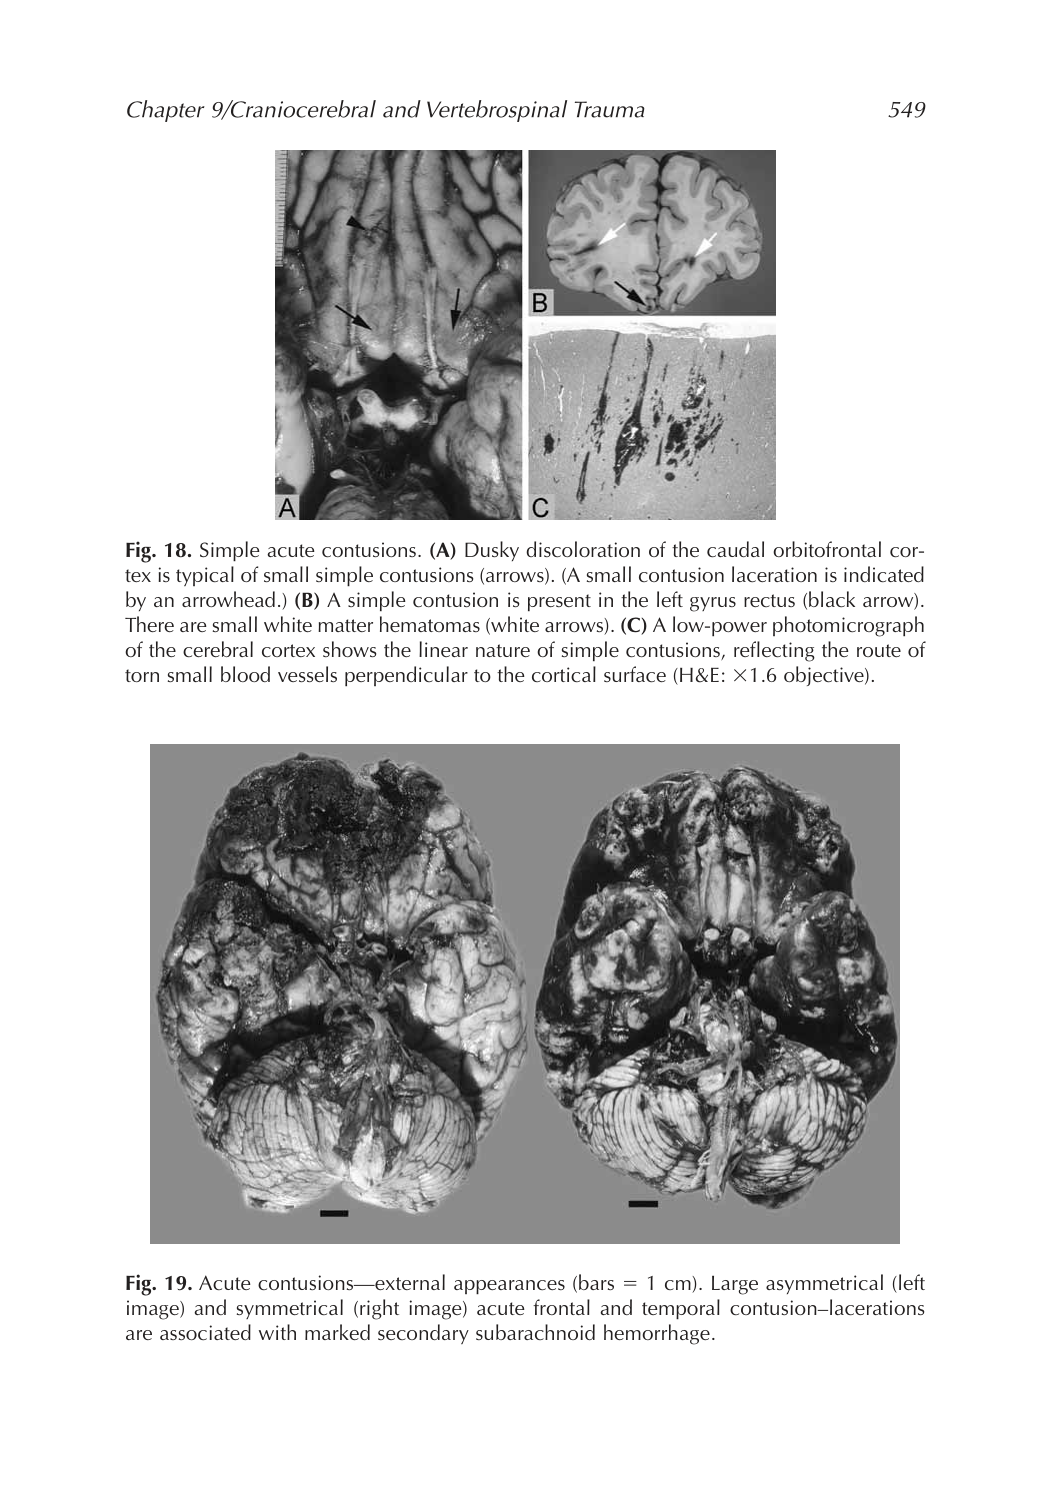 Chapter 9/Craniocerebral and Vertebrospinal Trauma 549
A
B
C
Fig. 18. Simple acute contusions. (A) Dusky discoloration of the caudal orbitofrontal cor-
tex is typical of small simple contusions (arrows). (A small contusion laceration is indicated
by an arrowhead.) (B) A simple contusion is present in the left gyrus rectus (black arrow).
There are small white matter hematomas (white arrows). (C) A low-power photomicrograph
of the cerebral cortex shows the linear nature of simple contusions, reflecting the route of
torn small blood vessels perpendicular to the cortical surface (H&E: ×1.6 objective).
Fig. 19. Acute contusions—external appearances (bars = 1 cm). Large asymmetrical (left
image) and symmetrical (right image) acute frontal and temporal contusion–lacerations
are associated with marked secondary subarachnoid hemorrhage.